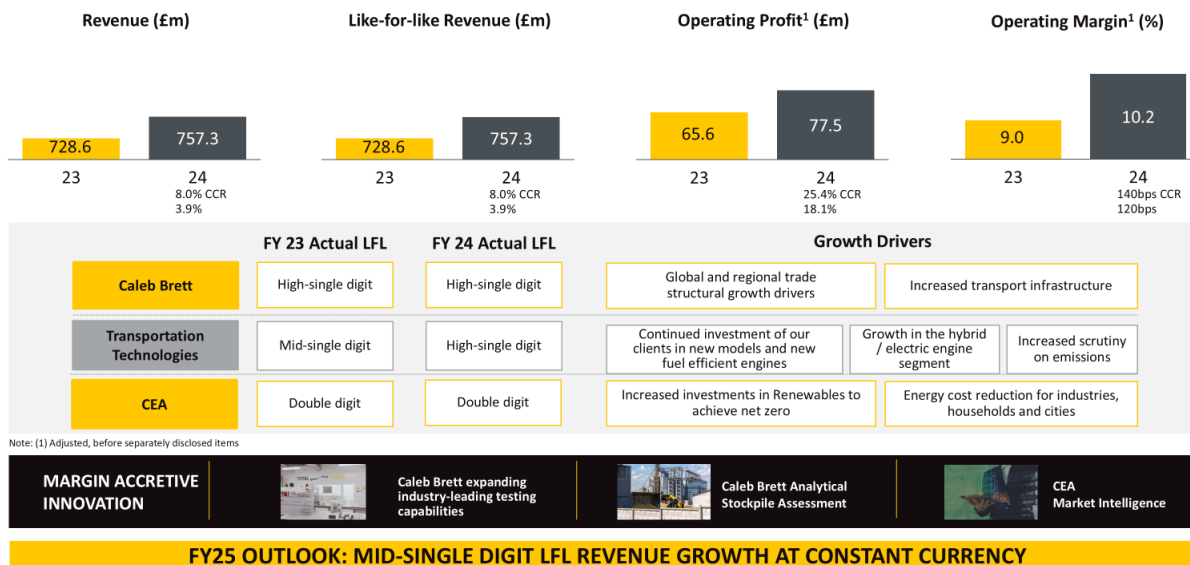 Revenue (£m)
Like-for-like Revenue (£m)
Operating Profit¹ (£m)
Operating Margin¹ (%)
728.6
757.3
728.6
757.3
65.6
77.5
9.0
10.2
23
24
23
24
23
24
23
24
8.0% CCR
3.9%
8.0% CCR
3.9%
25.4% CCR
18.1%
140bps CCR
120bps
FY 23 Actual LFL
FY 24 Actual LFL
Growth Drivers
Caleb Brett
High-single digit
High-single digit
Global and regional trade
structural growth drivers
Increased transport infrastructure
Transportation
Technologies
Mid-single digit
High-single digit
Continued investment of our
clients in new models and new
fuel efficient engines
Growth in the hybrid
/ electric engine
segment
Increased scrutiny
on emissions
CEA
Double digit
Double digit
Increased investments in Renewables to
achieve net zero
Energy cost reduction for industries,
households and cities
Note: (1) Adjusted, before separately disclosed items
MARGIN ACCRETIVE
INNOVATION
Caleb Brett expanding
industry-leading testing
capabilities
Caleb Brett Analytical
Stockpile Assessment
CEA
Market Intelligence
FY25 OUTLOOK: MID-SINGLE DIGIT LFL REVENUE GROWTH AT CONSTANT CURRENCY